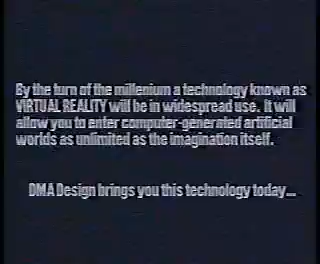 By the turn of the millenium a technology known as
VIRTUAL REALITY will be in widespread use. It will
allow you to enter computer-generated artificial
worlds as unlimited as the imagination itself.
DMA Design brings you this technology today...